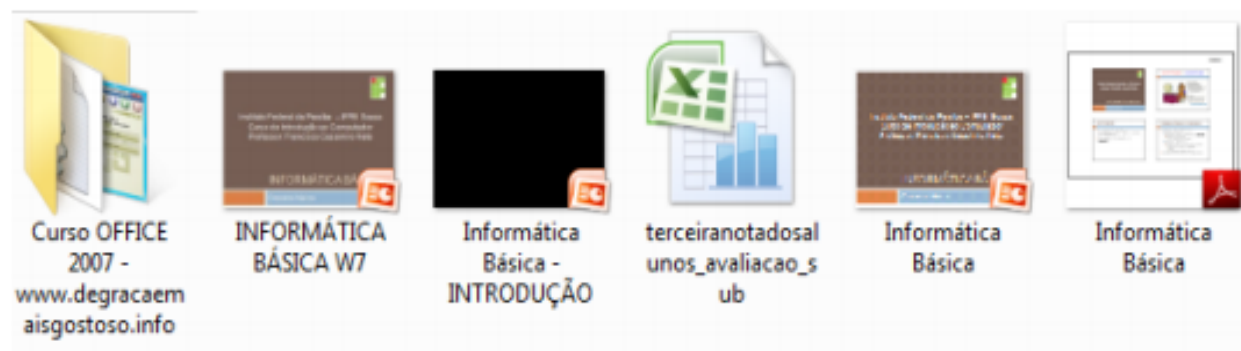 Curso OFFICE
2007 -
www.degracaem
aisgostoso.info
INFORMÁTICA
BÁSICA W7
Informática
Básica -
INTRODUÇÃO
terceiranotadosal
unos_avaliacao_s
ub
Informática
Básica
Informática
Básica